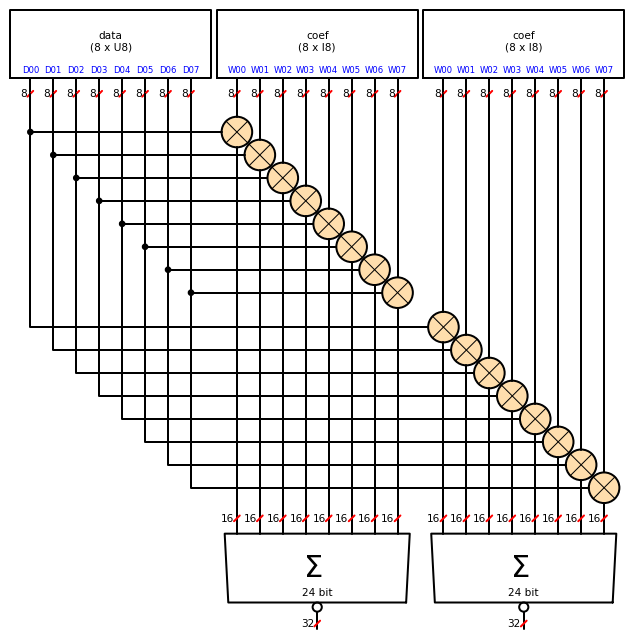 data coef coef
(8 x U8) (8 x I8) (8 x I8)
D00 D01 D02 D03 D04 D05 D06 D07 W00 W01 W02 W03 W04 W05 W06 W07 W00 W01 W02 W03 W04 W05 W06 W07
8 8 8 8 8 8 8 8 8 8 8 8 8 8 8 8 8 8 8 8 8 8 8 8
16 16 16 16 16 16 16 16 16 16 16 16 16 16 16 16
Σ Σ
24 bit 24 bit
32 32